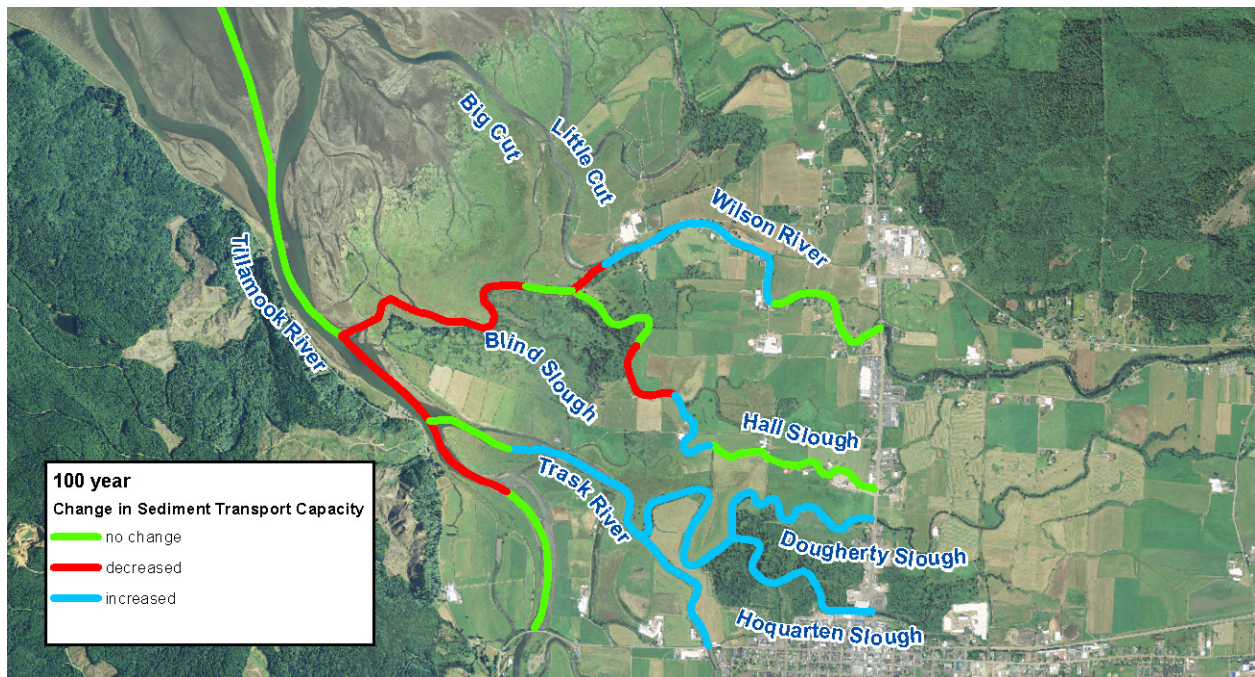 Big Cut
Little Cut
Wilson River
Tillamook River
Blind Slough
Hall Slough
Trask River
Dougherty Slough
Hoquarten Slough
100 year
Change in Sediment Transport Capacity
no change
decreased
increased